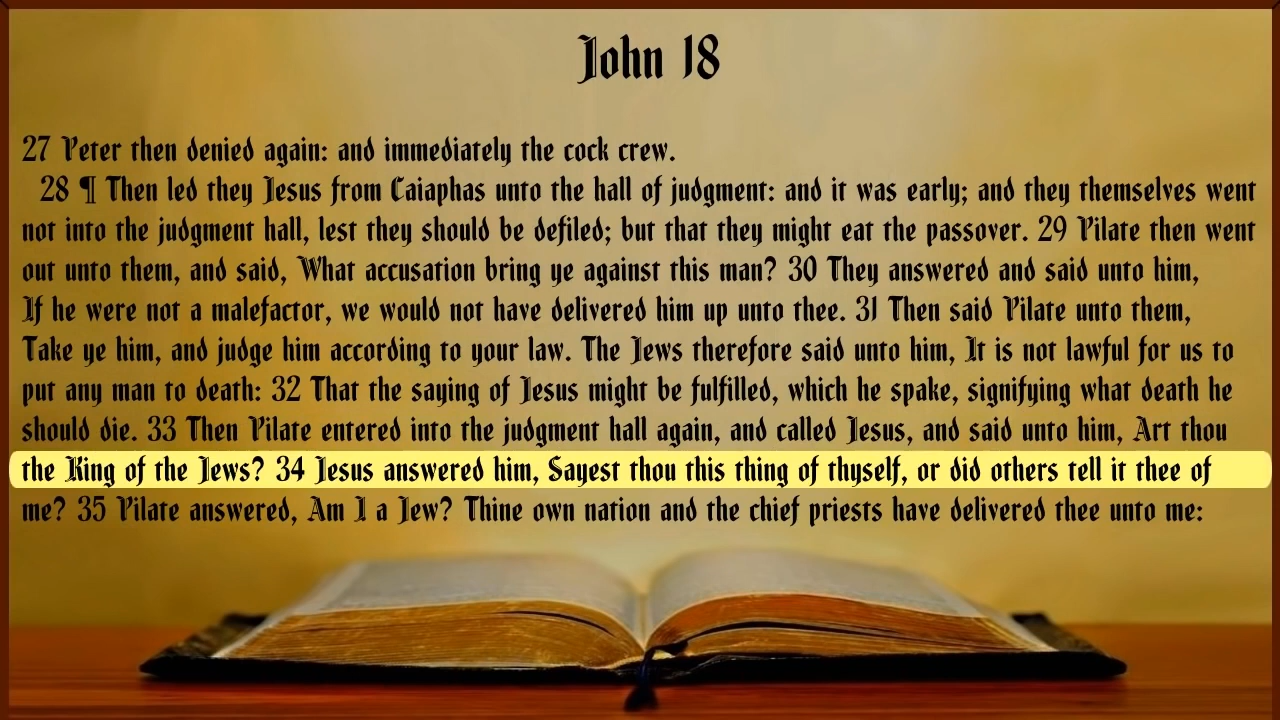 John 18
27 Peter then denied again: and immediately the cock crew.
28 ¶ Then led they Jesus from Caiaphas unto the hall of judgment: and it was early; and they themselves went
not into the judgment hall, lest they should be defiled; but that they might eat the passover. 29 Pilate then went
out unto them, and said, What accusation bring ye against this man? 30 They answered and said unto him,
If he were not a malefactor, we would not have delivered him up unto thee. 31 Then said Pilate unto them,
Take ye him, and judge him according to your law. The Jews therefore said unto him, It is not lawful for us to
put any man to death: 32 That the saying of Jesus might be fulfilled, which he spake, signifying what death he
should die. 33 Then Pilate entered into the judgment hall again, and called Jesus, and said unto him, Art thou
the King of the Jews? 34 Jesus answered him, Sayest thou this thing of thyself, or did others tell it thee of
me? 35 Pilate answered, Am I a Jew? Thine own nation and the chief priests have delivered thee unto me: